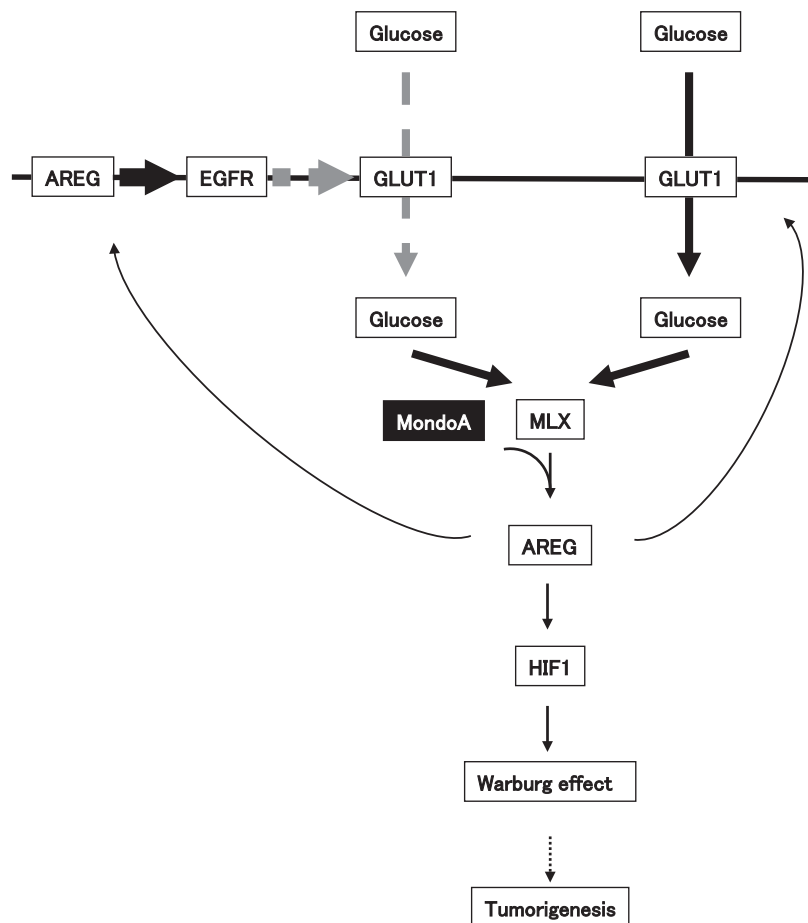 Glucose
Glucose
AREG
EGFR
GLUT1
GLUT1
Glucose
Glucose
MondoA
MLX
AREG
HIF1
Warburg effect
Tumorigenesis